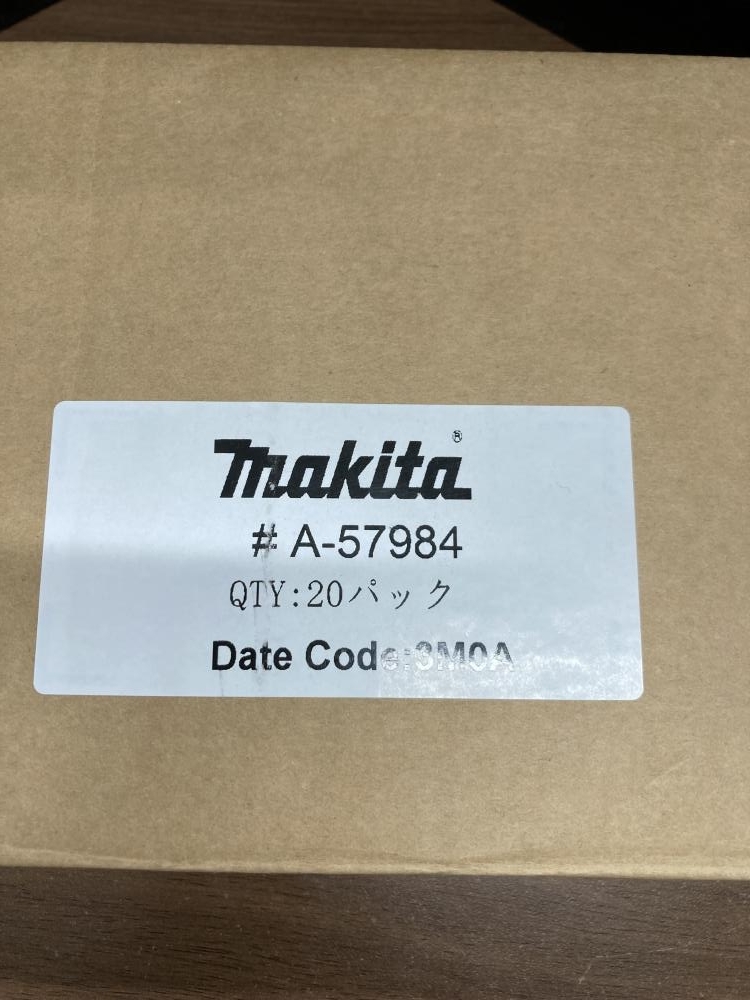 makita®
# A-57984
QTY:20パック
Date Code:3M0A